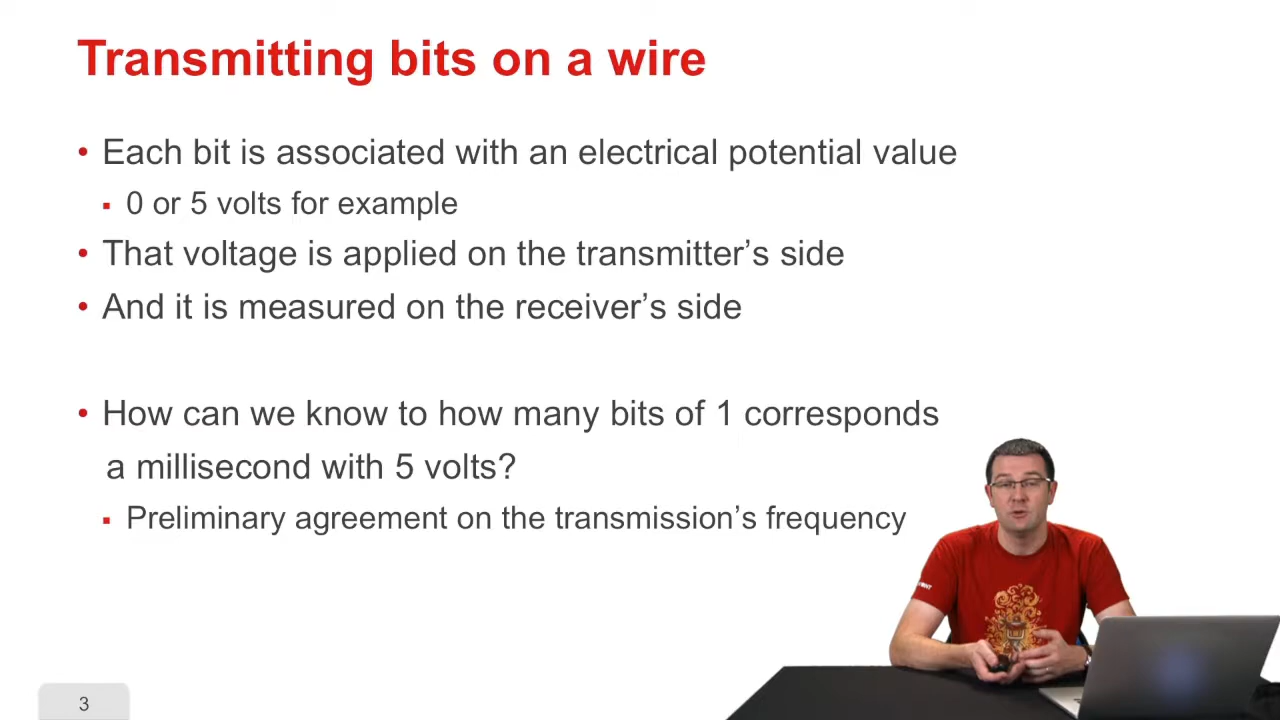 Transmitting bits on a wire
• Each bit is associated with an electrical potential value
▪ 0 or 5 volts for example
• That voltage is applied on the transmitter’s side
• And it is measured on the receiver’s side
• How can we know to how many bits of 1 corresponds
a millisecond with 5 volts?
▪ Preliminary agreement on the transmission’s frequency
3